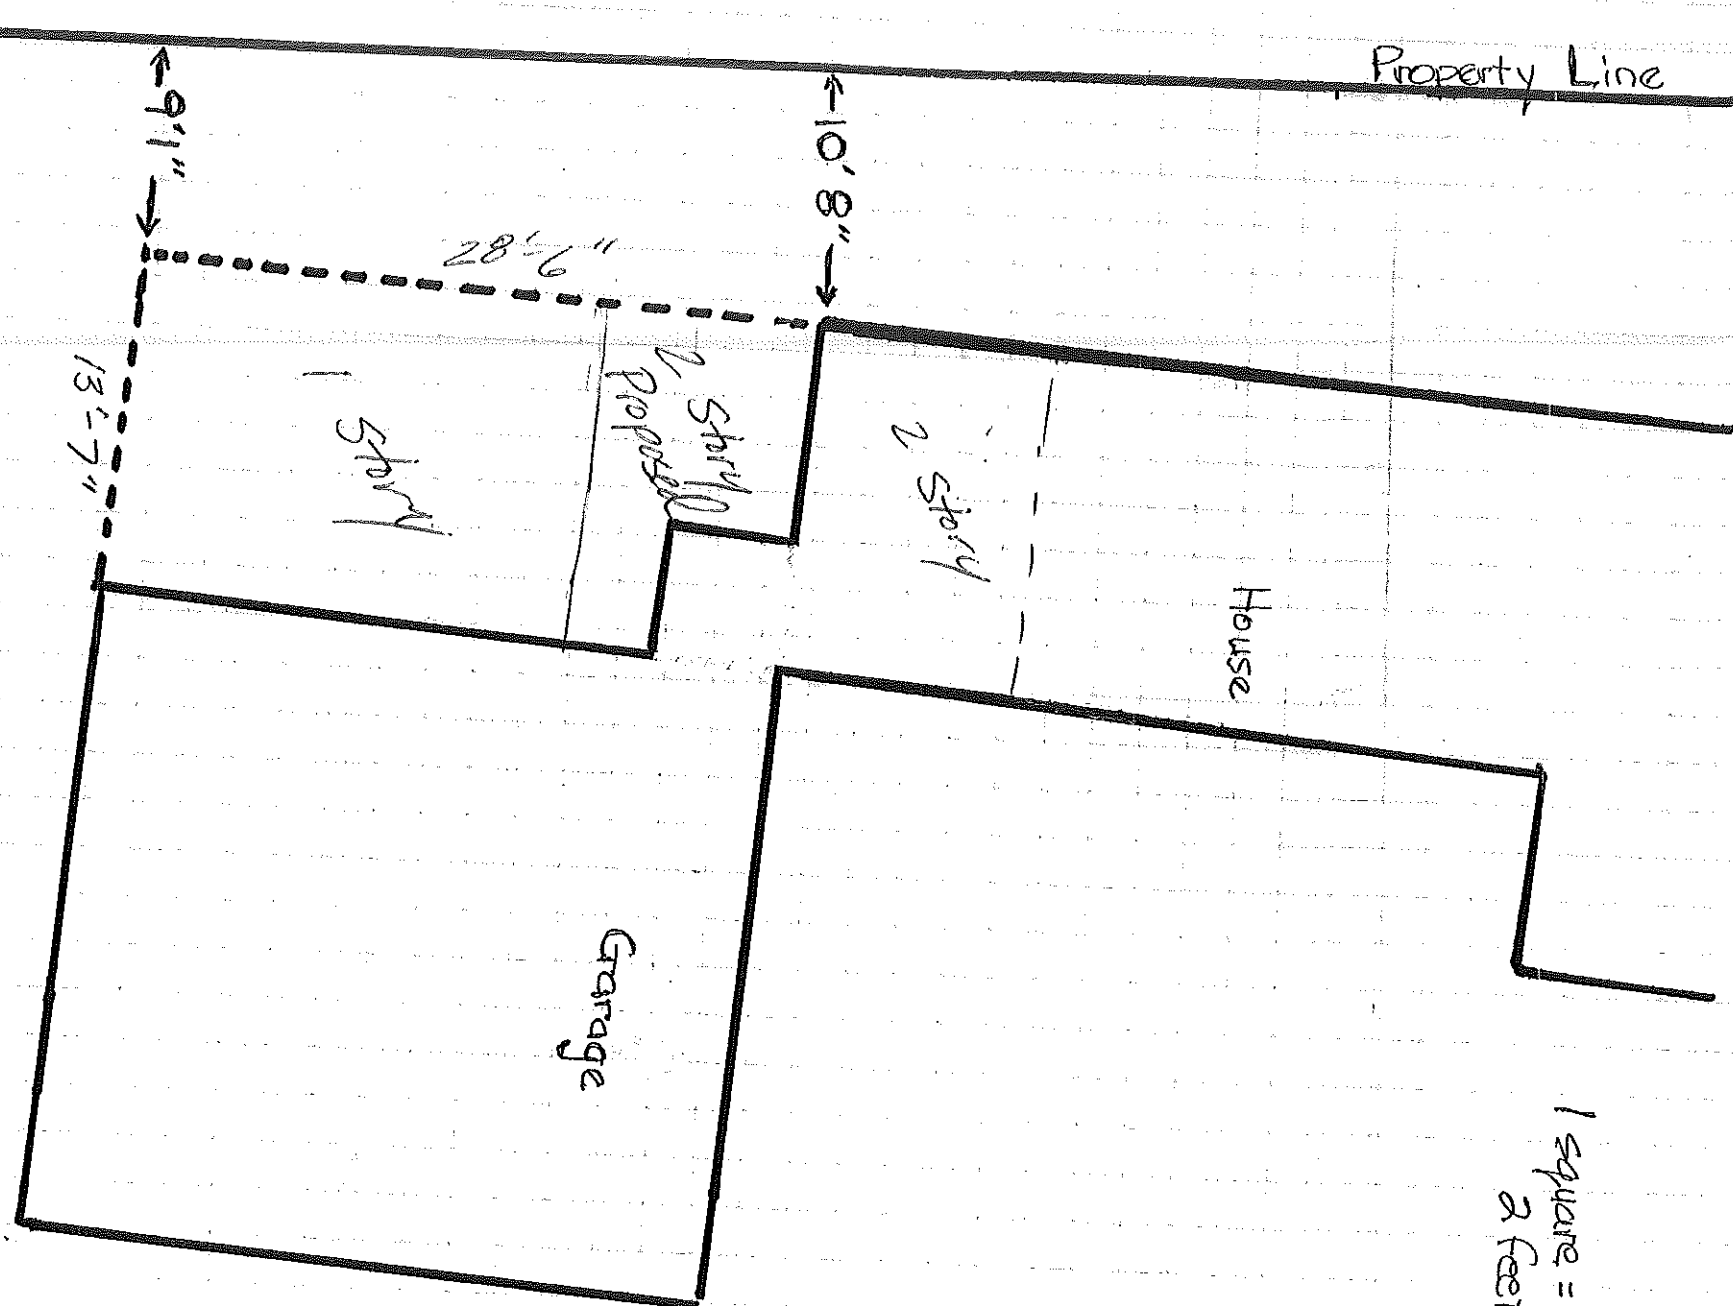 Property Line
9'1"
10' 8"
28'-6"
13'-7"
1 Story
2 Story
Proposed
2 Story
House
Garage
1 square =
2 feet